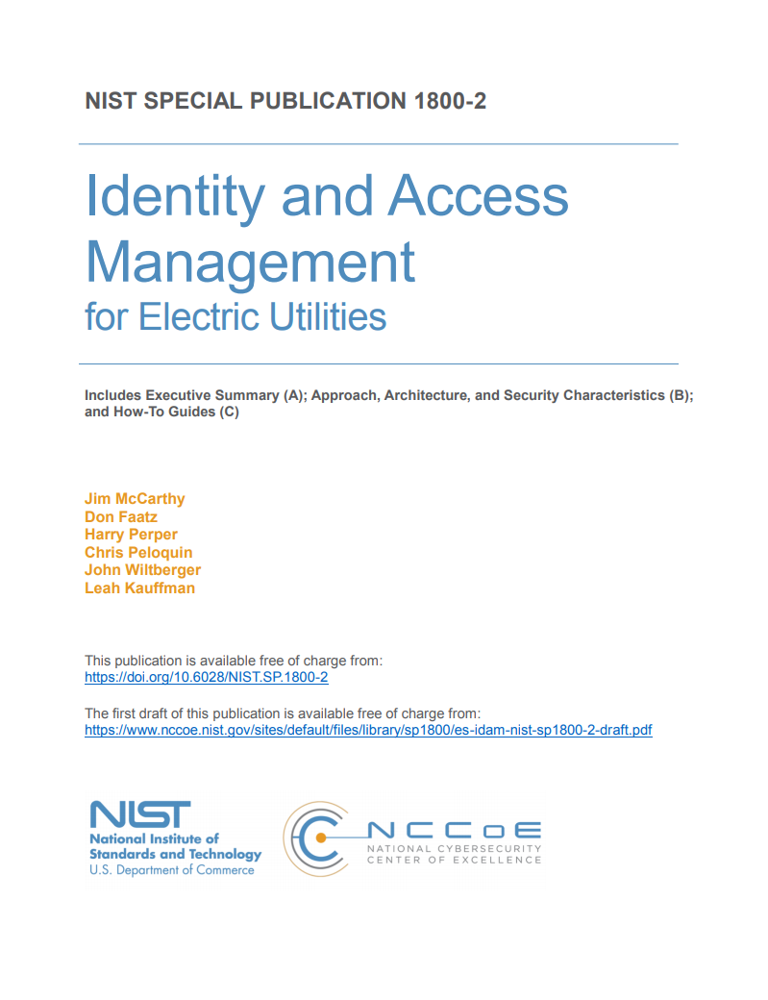 NIST SPECIAL PUBLICATION 1800-2
Identity and Access
Management
for Electric Utilities
Includes Executive Summary (A); Approach, Architecture, and Security Characteristics (B);
and How-To Guides (C)
Jim McCarthy
Don Faatz
Harry Perper
Chris Peloquin
John Wiltberger
Leah Kauffman
This publication is available free of charge from:
https://doi.org/10.6028/NIST.SP.1800-2
The first draft of this publication is available free of charge from:
https://www.nccoe.nist.gov/sites/default/files/library/sp1800/es-idam-nist-sp1800-2-draft.pdf
NIST
National Institute of
Standards and Technology
U.S. Department of Commerce
NCCoE
NATIONAL CYBERSECURITY
CENTER OF EXCELLENCE